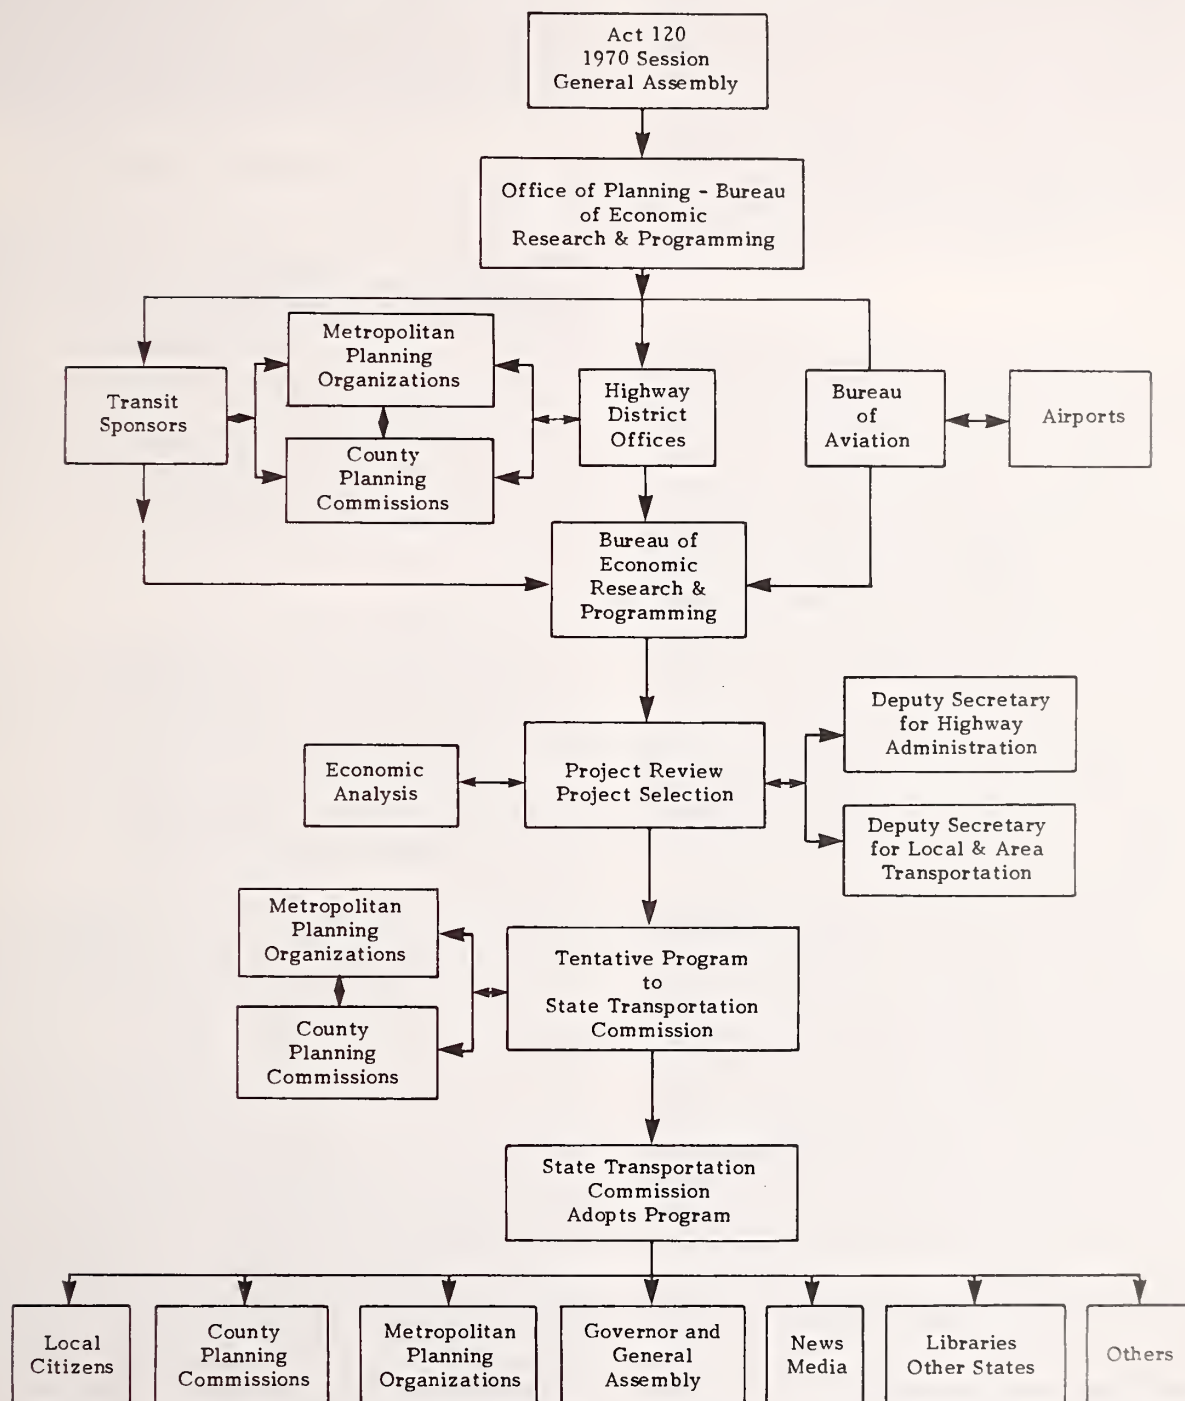 Act 120
1970 Session
General Assembly
Office of Planning - Bureau
of Economic
Research & Programming
Metropolitan
Planning
Organizations
Transit
Sponsors
County
Planning
Commissions
Highway
District
Offices
Bureau
of
Aviation
Airports
Bureau of
Economic
Research &
Programming
Economic
Analysis
Project Review
Project Selection
Deputy Secretary
for Highway
Administration
Deputy Secretary
for Local & Area
Transportation
Metropolitan
Planning
Organizations
County
Planning
Commissions
Tentative Program
to
State Transportation
Commission
State Transportation
Commission
Adopts Program
Local
Citizens
County
Planning
Commissions
Metropolitan
Planning
Organizations
Governor and
General
Assembly
News
Media
Libraries
Other States
Others